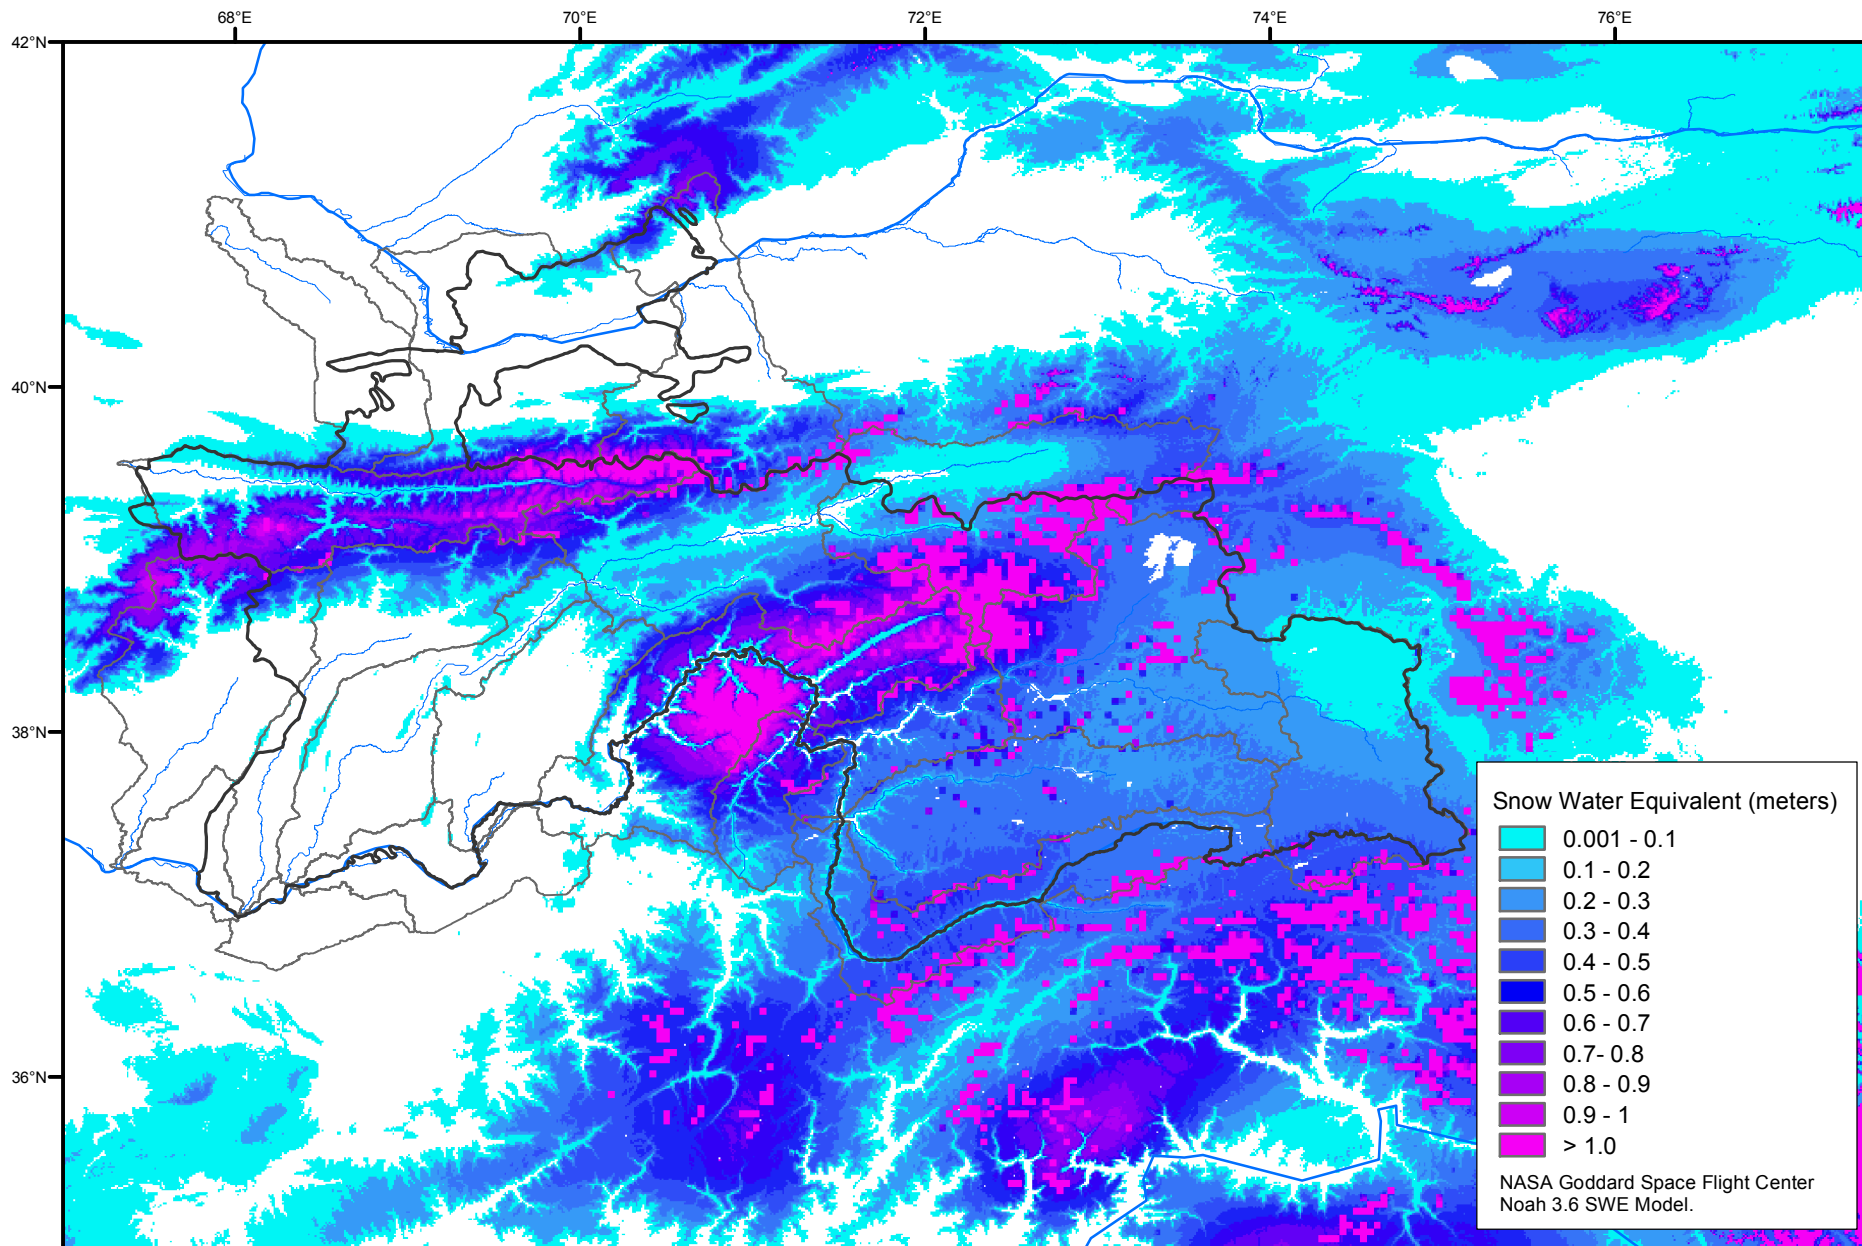 68°E 70°E 72°E 74°E 76°E
42°N
40°N
38°N
36°N
Snow Water Equivalent (meters)
0.001 - 0.1
0.1 - 0.2
0.2 - 0.3
0.3 - 0.4
0.4 - 0.5
0.5 - 0.6
0.6 - 0.7
0.7- 0.8
0.8 - 0.9
0.9 - 1
> 1.0
NASA Goddard Space Flight Center
Noah 3.6 SWE Model.